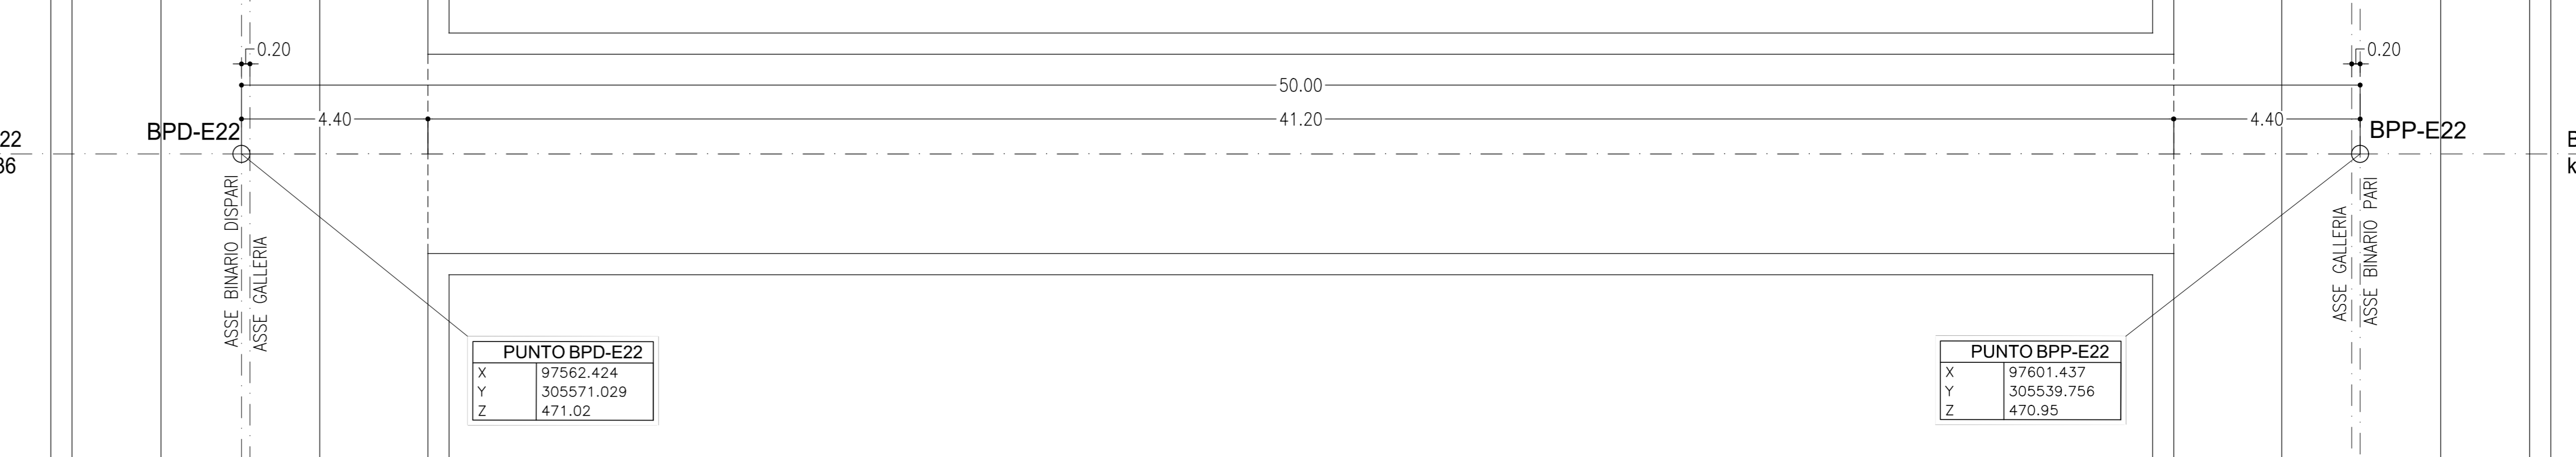 0.20
0.20
50.00
4.40
41.20
4.40
BPD-E22
BPP-E22
22
36
ASSE BINARIO DISPARI
ASSE GALLERIA
ASSE GALLERIA
ASSE BINARIO PARI
PUNTO BPD-E22
X 97562.424
Y 305571.029
Z 471.02
PUNTO BPP-E22
X 97601.437
Y 305539.756
Z 470.95